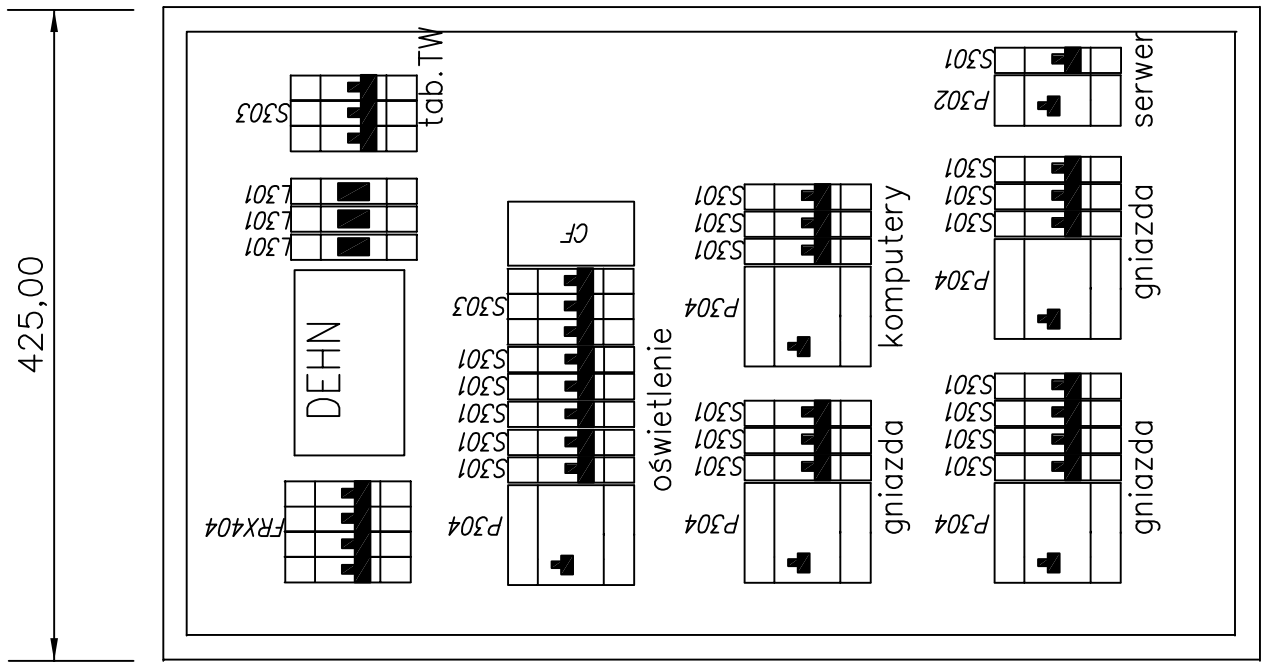 425,00
S303
tab.TW
L301
L301
L301
DEHN
FRX404
CF
S303
S301
S301
S301
S301
S301
P304
oświetlenie
S301
S301
S301
P304
komputery
S301
S301
S301
P304
gniazda
S301
P302
serwer
S301
S301
S301
P304
gniazda
S301
S301
S301
S301
P304
gniazda